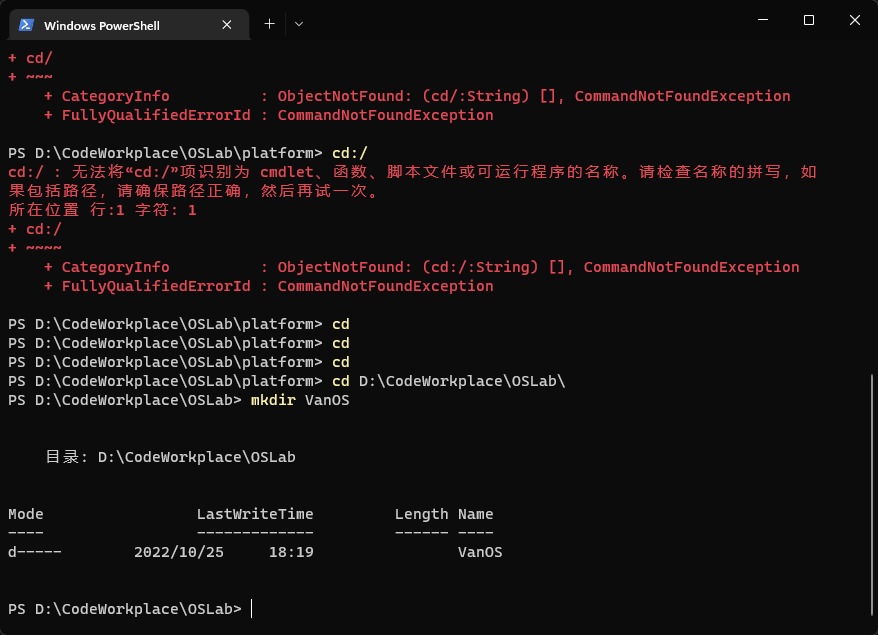 Windows PowerShell
+ cd/
+ ~~~
    + CategoryInfo          : ObjectNotFound: (cd/:String) [], CommandNotFoundException
    + FullyQualifiedErrorId : CommandNotFoundException

PS D:\CodeWorkplace\OSLab\platform> cd:/
cd:/ : 无法将“cd:/”项识别为 cmdlet、函数、脚本文件或可运行程序的名称。请检查名称的拼写，如
果包括路径，请确保路径正确，然后再试一次。
所在位置 行:1 字符: 1
+ cd:/
+ ~~~~
    + CategoryInfo          : ObjectNotFound: (cd:/:String) [], CommandNotFoundException
    + FullyQualifiedErrorId : CommandNotFoundException

PS D:\CodeWorkplace\OSLab\platform> cd
PS D:\CodeWorkplace\OSLab\platform> cd
PS D:\CodeWorkplace\OSLab\platform> cd
PS D:\CodeWorkplace\OSLab\platform> cd D:\CodeWorkplace\OSLab\
PS D:\CodeWorkplace\OSLab> mkdir VanOS

    目录: D:\CodeWorkplace\OSLab

Mode                 LastWriteTime         Length Name
----                 -------------         ------ ----
d-----        2022/10/25     18:19                VanOS

PS D:\CodeWorkplace\OSLab>